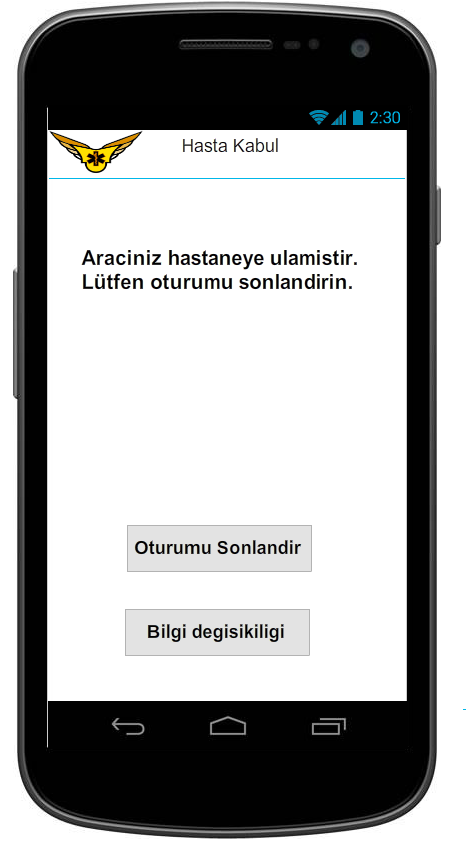 2:30
Hasta Kabul
Araciniz hastaneye ulamistir.
Lütfen oturumu sonlandirin.
Oturumu Sonlandir
Bilgi degisikiligi